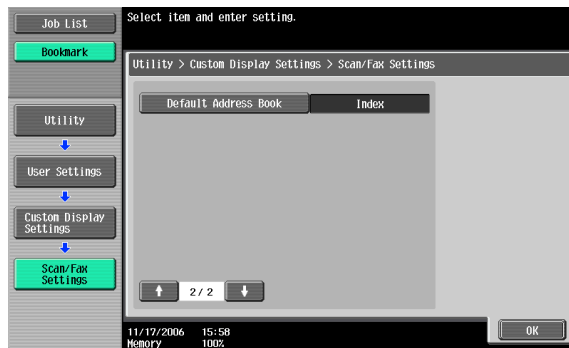 Job List
Select item and enter setting.
Bookmark
Utility > Custom Display Settings > Scan/Fax Settings
Default Address Book
Index
Utility
User Settings
Custom Display
Settings
Scan/Fax
Settings
2/ 2
11/17/2006 15:58
Memory 100%
OK